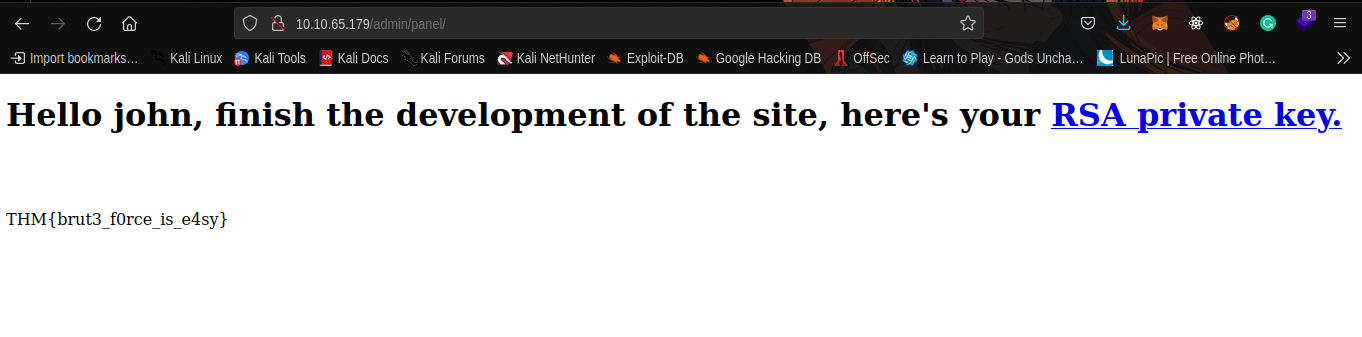 10.10.65.179/admin/panel/
3
Import bookmarks… Kali Linux Kali Tools Kali Docs Kali Forums Kali NetHunter Exploit-DB Google Hacking DB OffSec Learn to Play - Gods Uncha… LunaPic | Free Online Phot…
Hello john, finish the development of the site, here's your RSA private key.
THM{brut3_f0rce_is_e4sy}